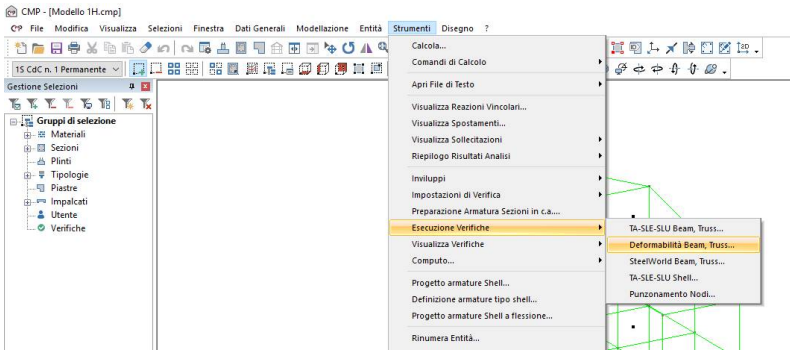 CMP - [Modello 1H.cmp]
CMP File Modifica Visualizza Selezioni Finestra Dati Generali Modellazione Entità Strumenti Disegno ?
1S CdC n. 1 Permanente
Gestione Selezioni
Gruppi di selezione
Materiali
Sezioni
Plinti
Tipologie
Piastre
Impalcati
Utente
Verifiche
Calcola...
Comandi di Calcolo
Apri File di Testo
Visualizza Reazioni Vincolari...
Visualizza Spostamenti...
Visualizza Sollecitazioni
Riepilogo Risultati Analisi
Inviluppi
Impostazioni di Verifica
Preparazione Armatura Sezioni in c.a....
Esecuzione Verifiche
Visualizza Verifiche
Computo...
Progetto armature Shell...
Definizione armature tipo shell...
Progetto armature Shell a flessione...
Rinumera Entità...
TA-SLE-SLU Beam, Truss...
Deformabilità Beam, Truss...
SteelWorld Beam, Truss...
TA-SLE-SLU Shell...
Punzonamento Nodi...